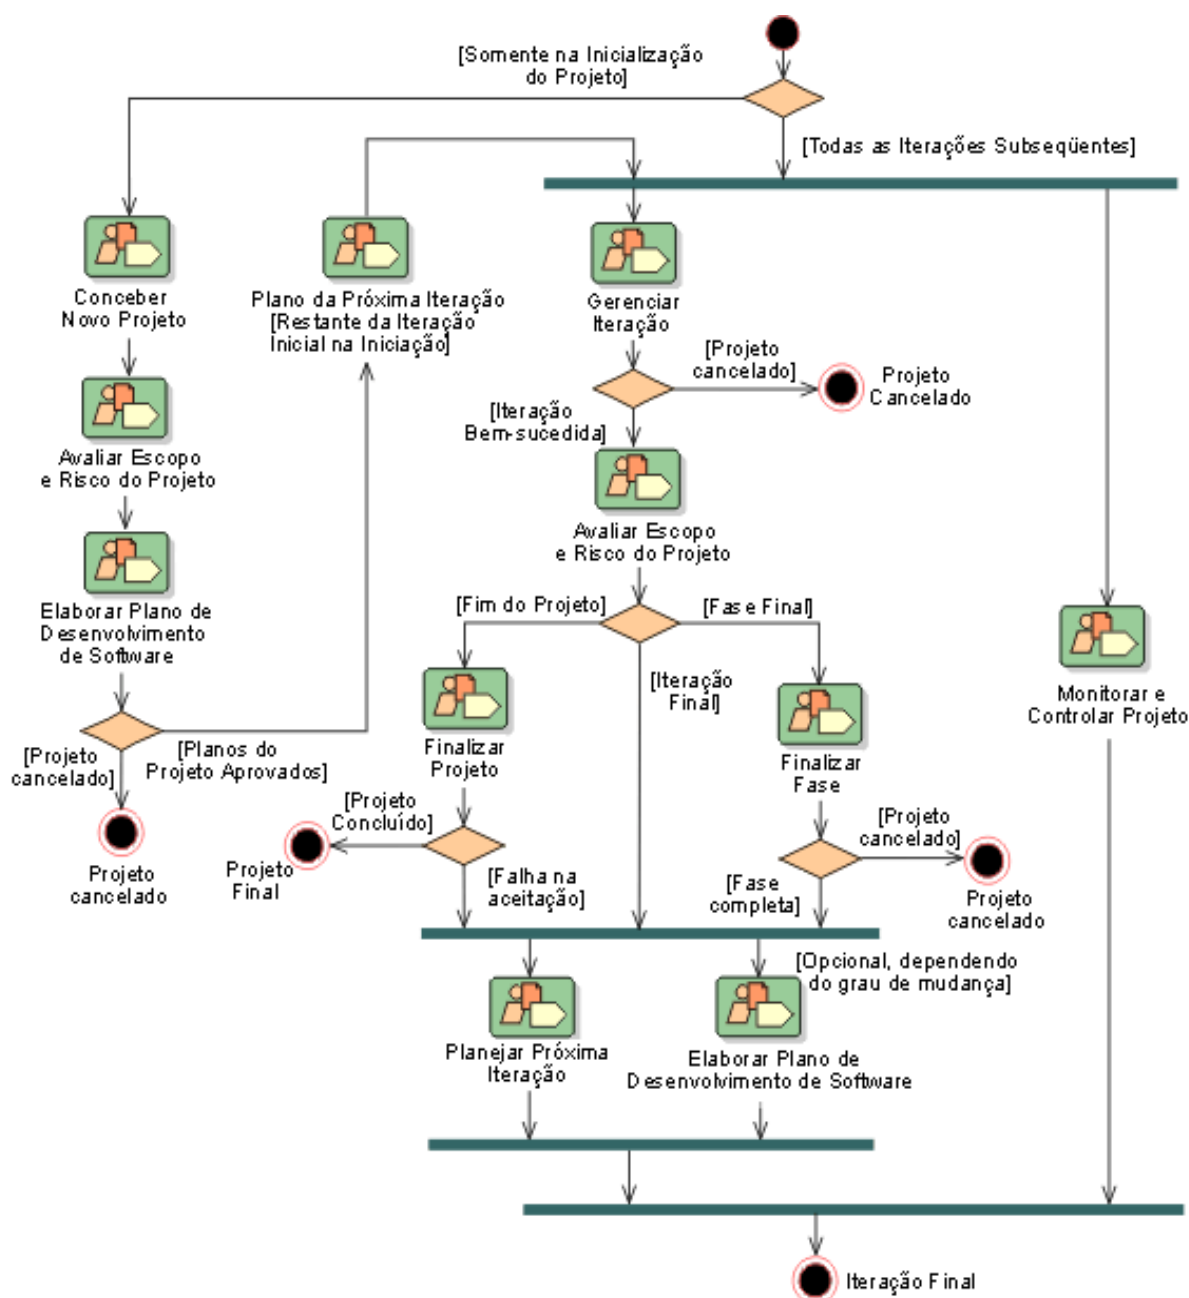 [Somente na Inicialização
do Projeto]
[Todas as Iterações Subseqüentes]
Conceber
Novo Projeto
Plano da Próxima Iteração
[Restante da Iteração
Inicial na Iniciação]
Gerenciar
Iteração
[Projeto
cancelado]
Projeto
Cancelado
[Iteração
Bem-sucedida]
Avaliar Escopo
e Risco do Projeto
Avaliar Escopo
e Risco do Projeto
Elaborar Plano de
Desenvolvimento
de Software
[Fim do Projeto]
[Fase Final]
[Iteração
Final]
Monitorar e
Controlar Projeto
[Projeto
cancelado]
[Planos do
Projeto Aprovados]
Finalizar
Projeto
Finalizar
Fase
[Projeto
Concluído]
[Projeto
cancelado]
Projeto
cancelado
Projeto
Final
[Falha na
aceitação]
[Fase
completa]
Projeto
cancelado
[Opcional, dependendo
do grau de mudança]
Planejar Próxima
Iteração
Elaborar Plano de
Desenvolvimento de Software
Iteração Final